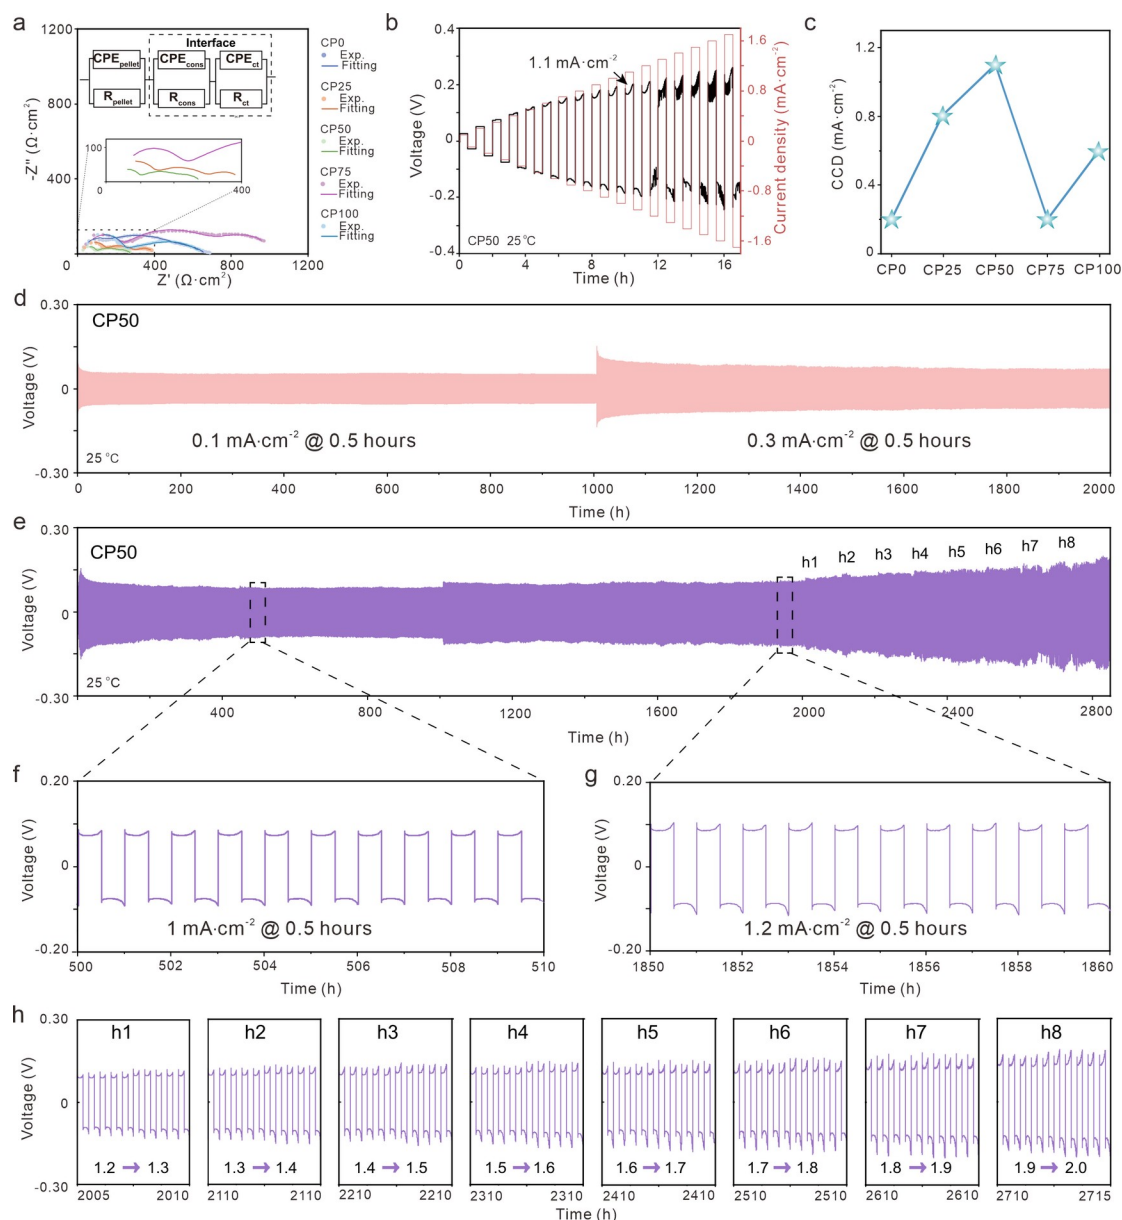 a
1200
800
400
0
0
400
800
1200
-Z'' (Ω·cm²)
Z' (Ω·cm²)
Interface
CPEpellet
CPEcons
CPEct
Rpellet
Rcons
Rct
100
0
0
400
CP0
Exp.
Fitting
CP25
Exp.
Fitting
CP50
Exp.
Fitting
CP75
Exp.
Fitting
CP100
Exp.
Fitting
b
0.4
0.2
0.0
-0.2
-0.4
Voltage (V)
1.1 mA·cm⁻²
CP50 25 °C
0
4
8
12
16
Time (h)
1.6
0.8
0
-0.8
-1.6
Current density (mA·cm⁻²)
c
1.2
0.8
0.4
0
CCD (mA·cm⁻²)
CP0
CP25
CP50
CP75
CP100
d
0.30
0
-0.30
Voltage (V)
CP50
0.1 mA·cm⁻² @ 0.5 hours
0.3 mA·cm⁻² @ 0.5 hours
25 °C
0
200
400
600
800
1000
1200
1400
1600
1800
2000
Time (h)
e
0.30
0
-0.30
Voltage (V)
CP50
h1
h2
h3
h4
h5
h6
h7
h8
25 °C
400
800
1200
1600
2000
2400
2800
Time (h)
f
0.20
0
-0.20
Voltage (V)
1 mA·cm⁻² @ 0.5 hours
500
502
504
506
508
510
Time (h)
g
0.20
0
-0.20
Voltage (V)
1.2 mA·cm⁻² @ 0.5 hours
1850
1852
1854
1856
1858
1860
Time (h)
h
0.30
0
-0.30
Voltage (V)
h1
1.2 → 1.3
2005
2010
h2
1.3 → 1.4
2110
2110
h3
1.4 → 1.5
2210
2210
h4
1.5 → 1.6
2310
2310
h5
1.6 → 1.7
2410
2410
h6
1.7 → 1.8
2510
2510
h7
1.8 → 1.9
2610
2610
h8
1.9 → 2.0
2710
2715
Time (h)